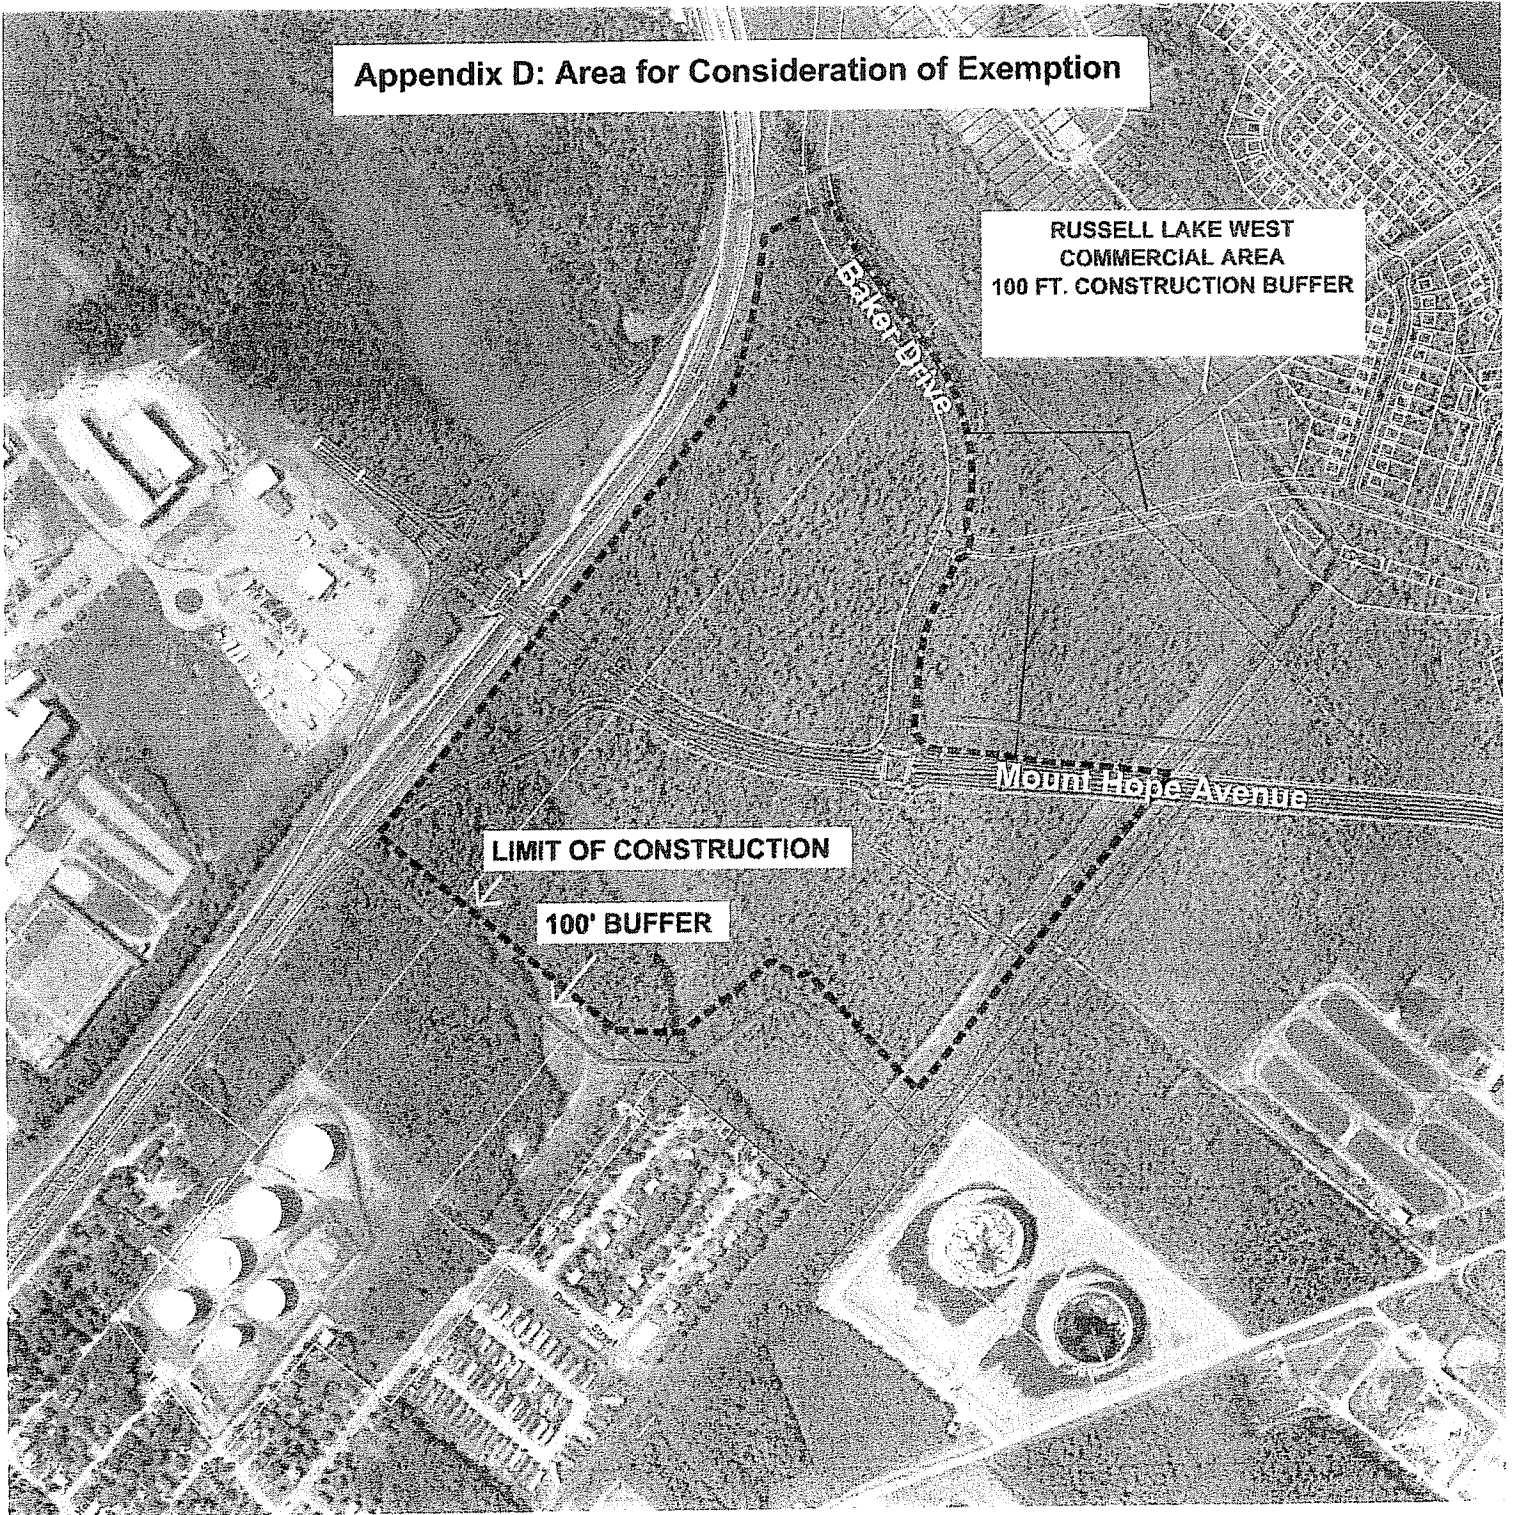 Appendix D: Area for Consideration of Exemption
RUSSELL LAKE WEST
COMMERCIAL AREA
100 FT. CONSTRUCTION BUFFER
Baker Drive
Mount Hope Avenue
LIMIT OF CONSTRUCTION
100' BUFFER